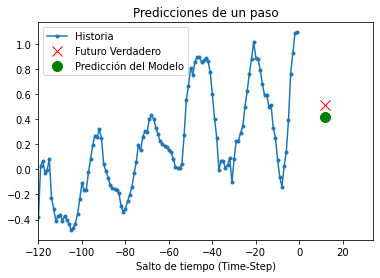 Predicciones de un paso
Historia
Futuro Verdadero
Predicción del Modelo
1.0
0.8
0.6
0.4
0.2
0.0
−0.2
−0.4
−120 −100 −80 −60 −40 −20 0 20
Salto de tiempo (Time-Step)